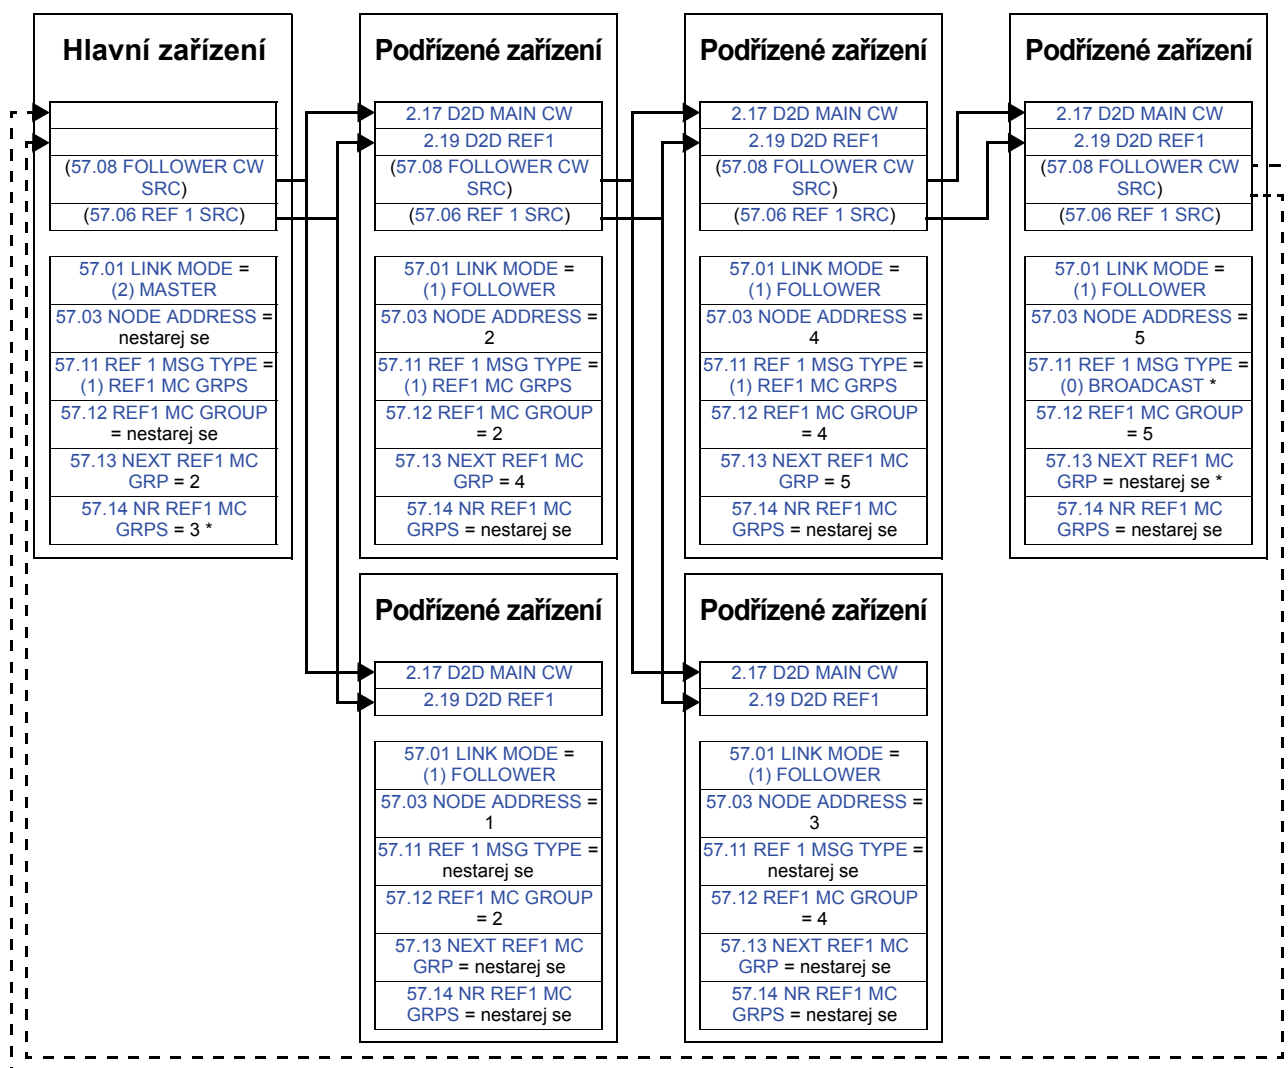 Hlavní zařízení
(57.08 FOLLOWER CW
SRC)
(57.06 REF 1 SRC)
57.01 LINK MODE =
(2) MASTER
57.03 NODE ADDRESS =
nestarej se
57.11 REF 1 MSG TYPE =
(1) REF1 MC GRPS
57.12 REF1 MC GROUP
= nestarej se
57.13 NEXT REF1 MC
GRP = 2
57.14 NR REF1 MC
GRPS = 3 *
Podřízené zařízení
2.17 D2D MAIN CW
2.19 D2D REF1
(57.08 FOLLOWER CW
SRC)
(57.06 REF 1 SRC)
57.01 LINK MODE =
(1) FOLLOWER
57.03 NODE ADDRESS =
2
57.11 REF 1 MSG TYPE =
(1) REF1 MC GRPS
57.12 REF1 MC GROUP
= 2
57.13 NEXT REF1 MC
GRP = 4
57.14 NR REF1 MC
GRPS = nestarej se
Podřízené zařízení
2.17 D2D MAIN CW
2.19 D2D REF1
(57.08 FOLLOWER CW
SRC)
(57.06 REF 1 SRC)
57.01 LINK MODE =
(1) FOLLOWER
57.03 NODE ADDRESS =
4
57.11 REF 1 MSG TYPE =
(1) REF1 MC GRPS
57.12 REF1 MC GROUP
= 4
57.13 NEXT REF1 MC
GRP = 5
57.14 NR REF1 MC
GRPS = nestarej se
Podřízené zařízení
2.17 D2D MAIN CW
2.19 D2D REF1
(57.08 FOLLOWER CW
SRC)
(57.06 REF 1 SRC)
57.01 LINK MODE =
(1) FOLLOWER
57.03 NODE ADDRESS =
5
57.11 REF 1 MSG TYPE =
(0) BROADCAST *
57.12 REF1 MC GROUP
= 5
57.13 NEXT REF1 MC
GRP = nestarej se *
57.14 NR REF1 MC
GRPS = nestarej se
Podřízené zařízení
2.17 D2D MAIN CW
2.19 D2D REF1
57.01 LINK MODE =
(1) FOLLOWER
57.03 NODE ADDRESS =
1
57.11 REF 1 MSG TYPE =
nestarej se
57.12 REF1 MC GROUP
= 2
57.13 NEXT REF1 MC
GRP = nestarej se
57.14 NR REF1 MC
GRPS = nestarej se
Podřízené zařízení
2.17 D2D MAIN CW
2.19 D2D REF1
57.01 LINK MODE =
(1) FOLLOWER
57.03 NODE ADDRESS =
3
57.11 REF 1 MSG TYPE =
nestarej se
57.12 REF1 MC GROUP
= 4
57.13 NEXT REF1 MC
GRP = nestarej se
57.14 NR REF1 MC
GRPS = nestarej se